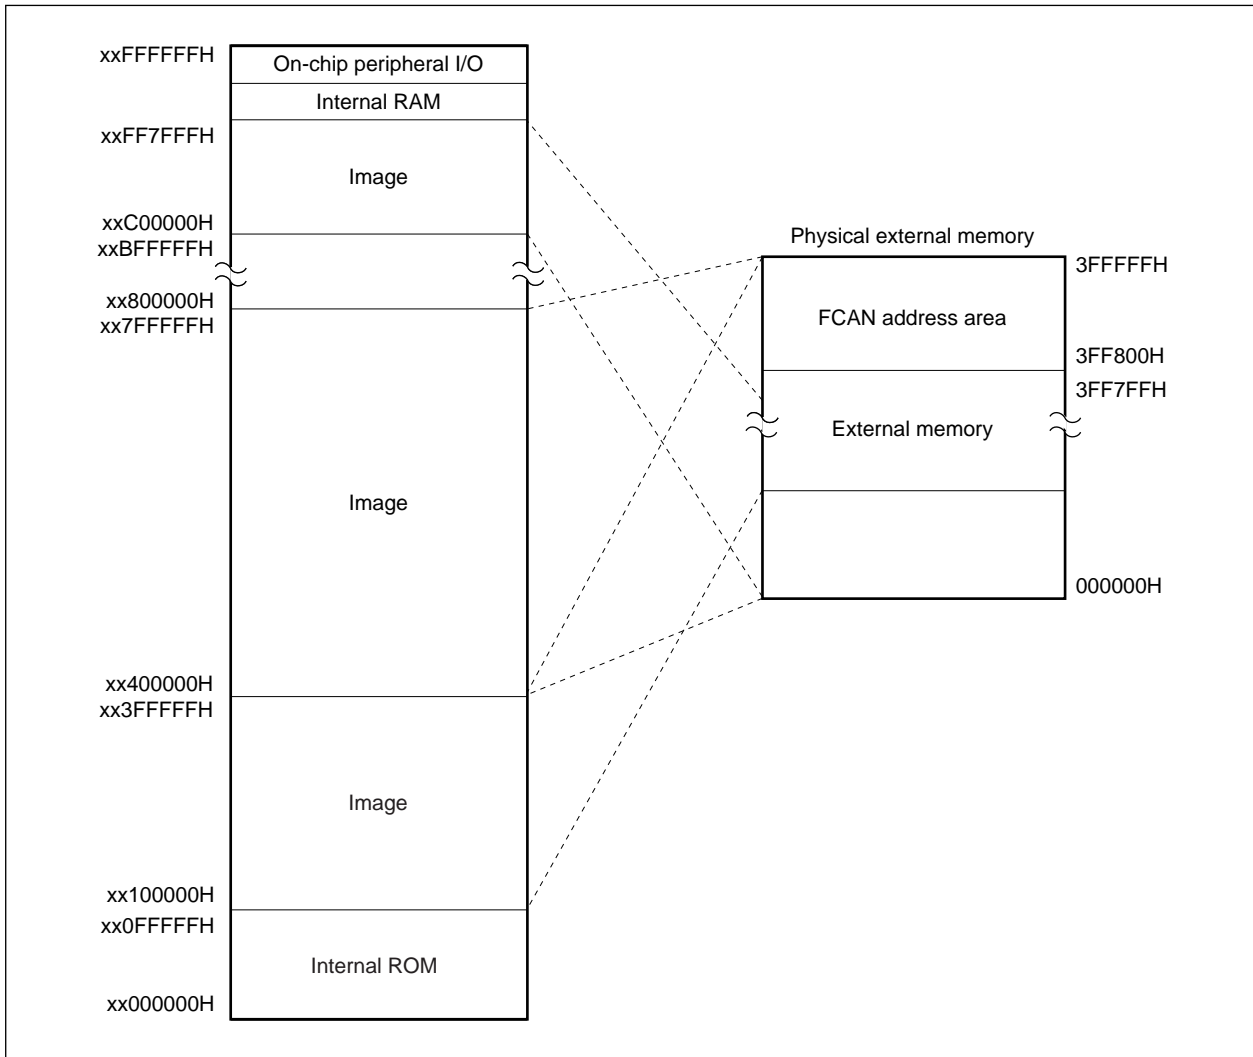 xxFFFFFFH
On-chip peripheral I/O
Internal RAM
xxFF7FFFH
Image
xxC00000H
xxBFFFFFH
xx800000H
xx7FFFFFH
Image
xx400000H
xx3FFFFFH
Image
xx100000H
xx0FFFFFH
Internal ROM
xx000000H
Physical external memory
3FFFFFH
FCAN address area
3FF800H
3FF7FFH
External memory
000000H